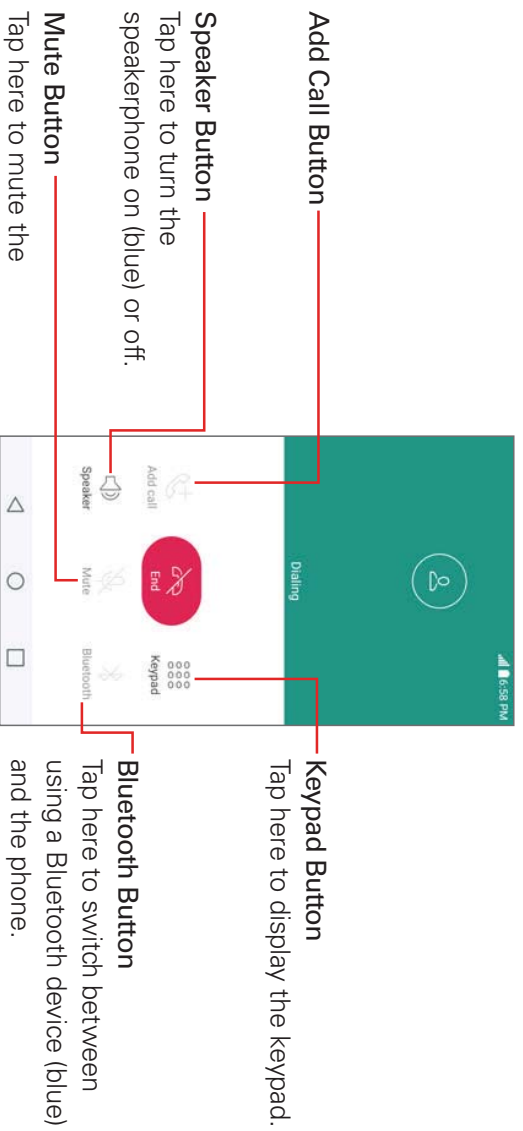 Add Call Button
Speaker Button
Tap here to turn the
speakerphone on (blue) or off.
Mute Button
Tap here to mute the
6:58 PM
Dialing
Add call
End
Keypad
Speaker
Mute
Bluetooth
Keypad Button
Tap here to display the keypad.
Bluetooth Button
Tap here to switch between
using a Bluetooth device (blue)
and the phone.